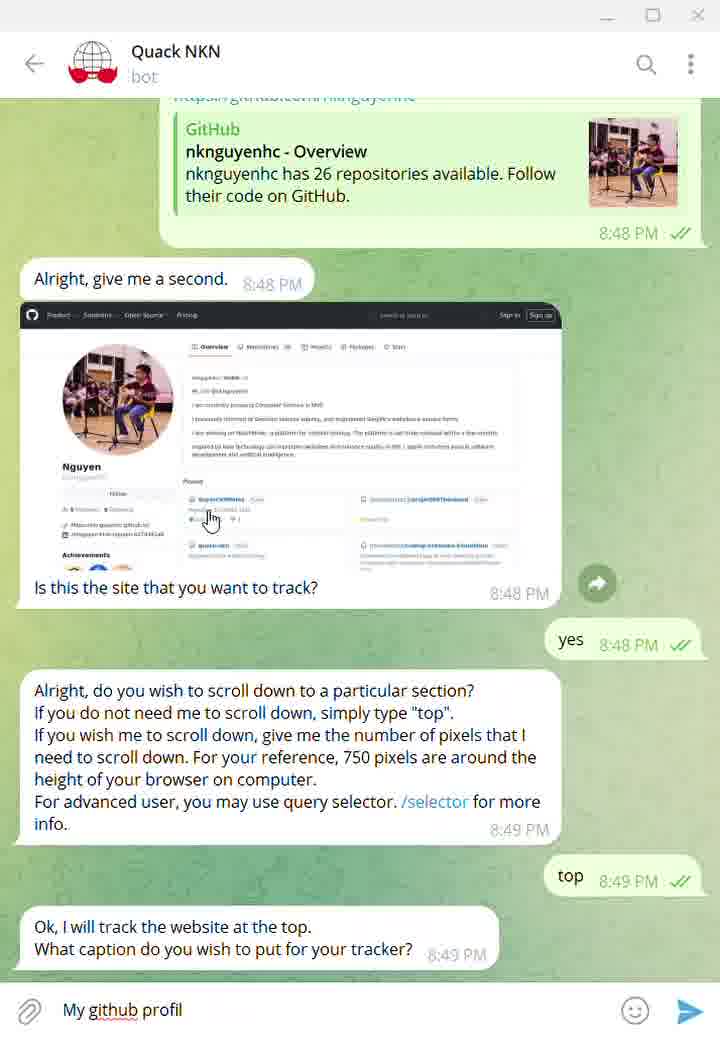 Quack NKN
bot
https://github.com/nknguyenhc
GitHub
nknguyenhc - Overview
nknguyenhc has 26 repositories available. Follow
their code on GitHub.
8:48 PM
Alright, give me a second.
8:48 PM
Product
Solutions
Open Source
Pricing
Sign in
Sign up
Overview
Repositories
Projects
Packages
Stars
Nguyen
Follow
Pinned
Achievements
Is this the site that you want to track?
8:48 PM
yes
8:48 PM
Alright, do you wish to scroll down to a particular section?
If you do not need me to scroll down, simply type "top".
If you wish me to scroll down, give me the number of pixels that I
need to scroll down. For your reference, 750 pixels are around the
height of your browser on computer.
For advanced user, you may use query selector. /selector for more
info.
8:49 PM
top
8:49 PM
Ok, I will track the website at the top.
What caption do you wish to put for your tracker?
8:49 PM
My github profil